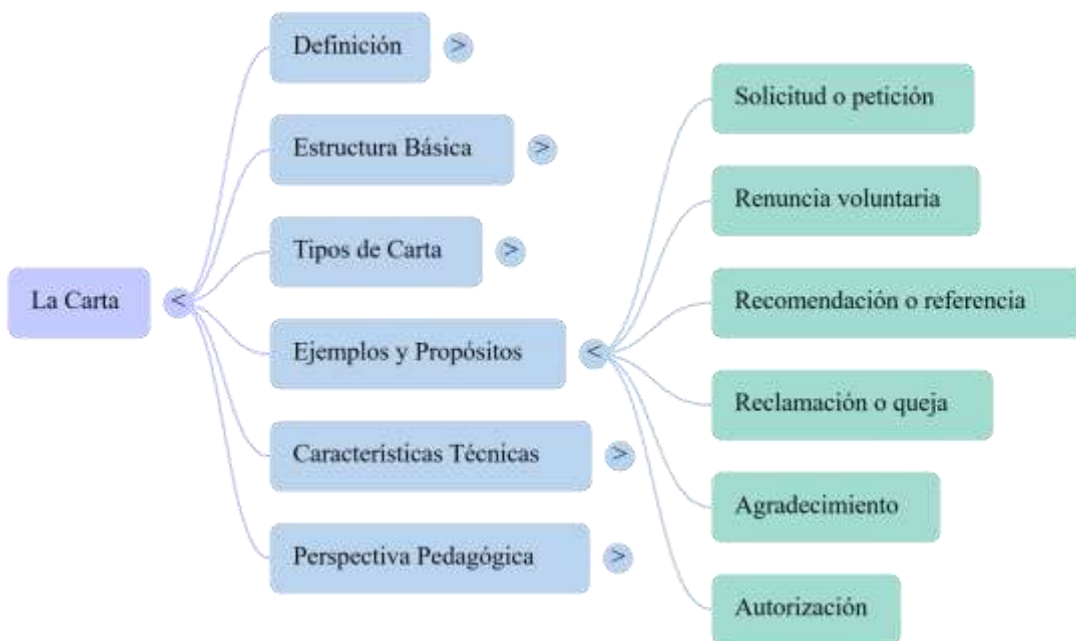 La Carta
<
Definición
>
Estructura Básica
>
Tipos de Carta
>
Ejemplos y Propósitos
<
Características Técnicas
>
Perspectiva Pedagógica
>
Solicitud o petición
Renuncia voluntaria
Recomendación o referencia
Reclamación o queja
Agradecimiento
Autorización